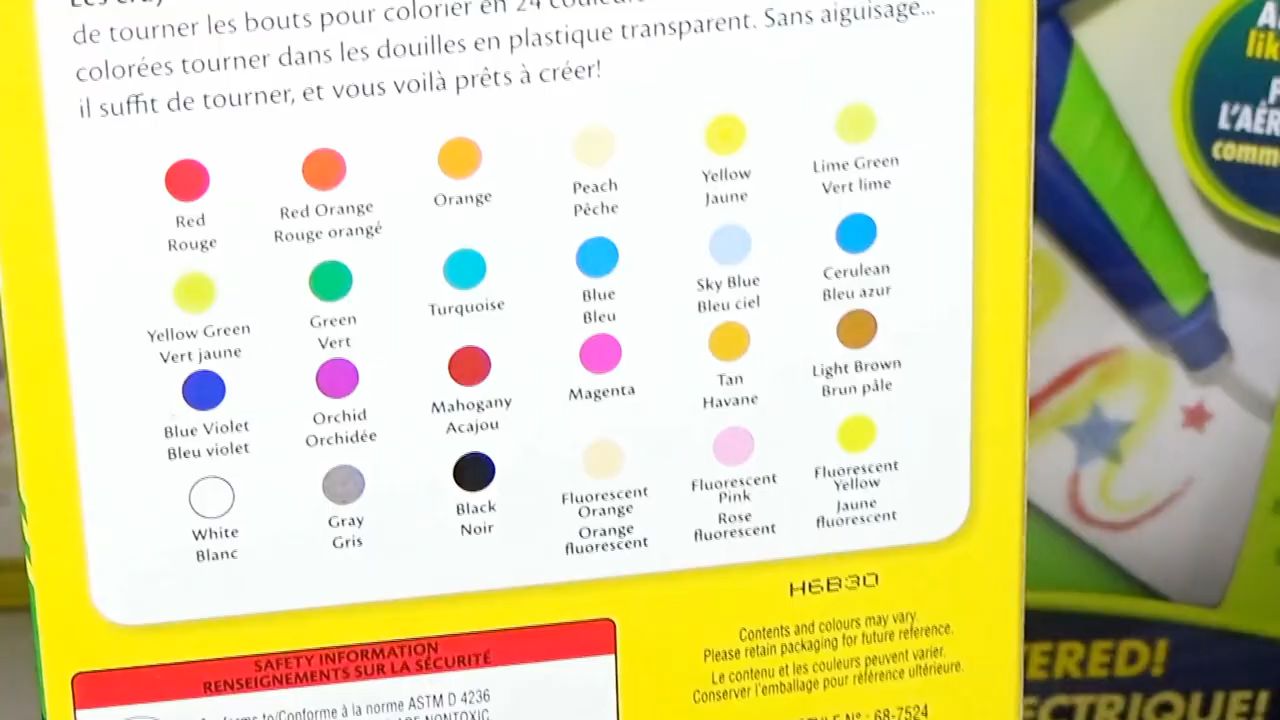 de tourner les bouts pour colorier en 24
colorées tourner dans les douilles en plastique transparent. Sans aiguisage...
il suffit de tourner, et vous voilà prêts à créer!
Red
Rouge
Red Orange
Rouge orangé
Orange
Peach
Pêche
Yellow
Jaune
Lime Green
Vert lime
Yellow Green
Vert jaune
Green
Vert
Turquoise
Blue
Bleu
Sky Blue
Bleu ciel
Cerulean
Bleu azur
Blue Violet
Bleu violet
Orchid
Orchidée
Mahogany
Acajou
Magenta
Tan
Havane
Light Brown
Brun pâle
White
Blanc
Gray
Gris
Black
Noir
Fluorescent
Orange
Orange
fluorescent
Fluorescent
Pink
Rose
fluorescent
Fluorescent
Yellow
Jaune
fluorescent
H6B30
Contents and colours may vary.
Please retain packaging for future reference.
Le contenu et les couleurs peuvent varier.
Conserver l'emballage pour référence ultérieure.
Nº : 68-7524
SAFETY INFORMATION
RENSEIGNEMENTS SUR LA SÉCURITÉ
to/Conforme à la norme ASTM D 4236
NONTOXIC
lik
L'AÉR
comm
ERED!
ECTRIQUE!